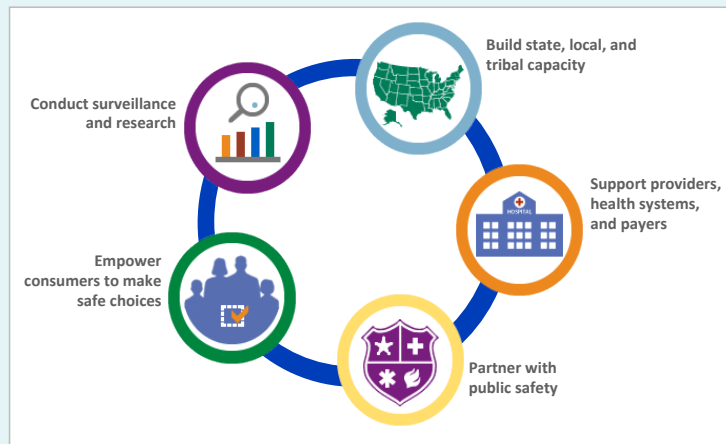 Build state, local, and
tribal capacity
Conduct surveillance
and research
Support providers,
health systems,
and payers
HOSPITAL
Empower
consumers to make
safe choices
Partner with
public safety